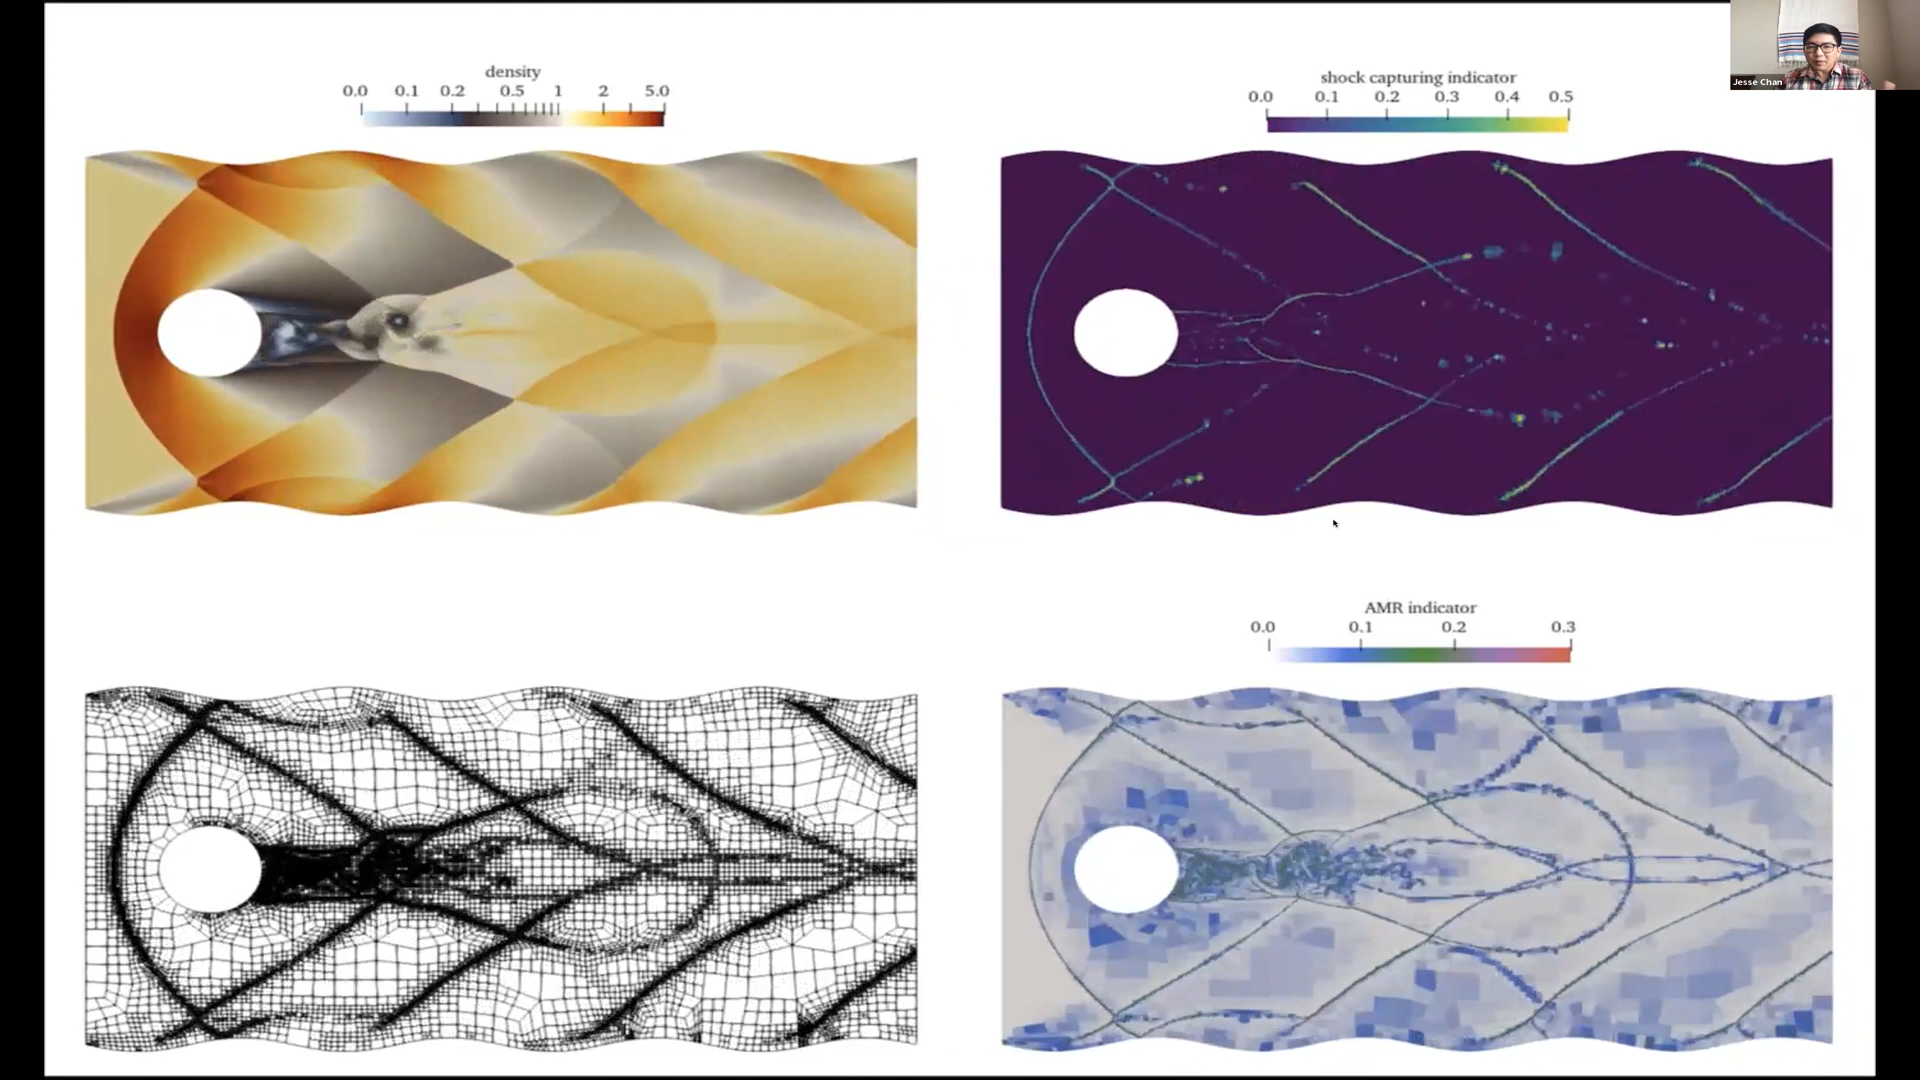 density
0.0 0.1 0.2 0.5 1 2 5.0
shock capturing indicator
0.0 0.1 0.2 0.3 0.4 0.5
Jesse Chan
AMR indicator
0.0 0.1 0.2 0.3